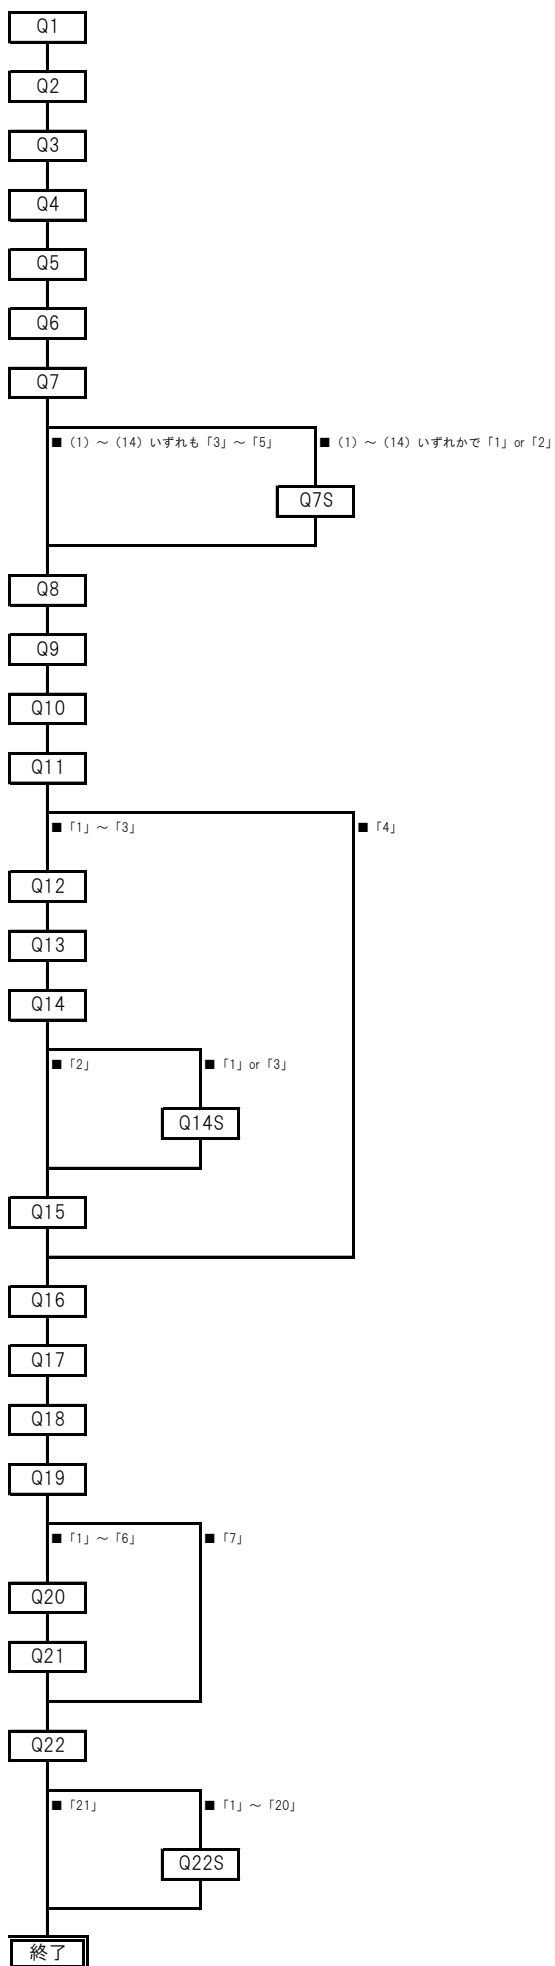 Q1
Q2
Q3
Q4
Q5
Q6
Q7
■（1）～（14）いずれも「3」～「5」 ■（1）～（14）いずれかで「1」or「2」
Q7S
Q8
Q9
Q10
Q11
■「1」～「3」 ■「4」
Q12
Q13
Q14
■「2」 ■「1」or「3」
Q14S
Q15
Q16
Q17
Q18
Q19
■「1」～「6」 ■「7」
Q20
Q21
Q22
■「21」 ■「1」～「20」
Q22S
終了